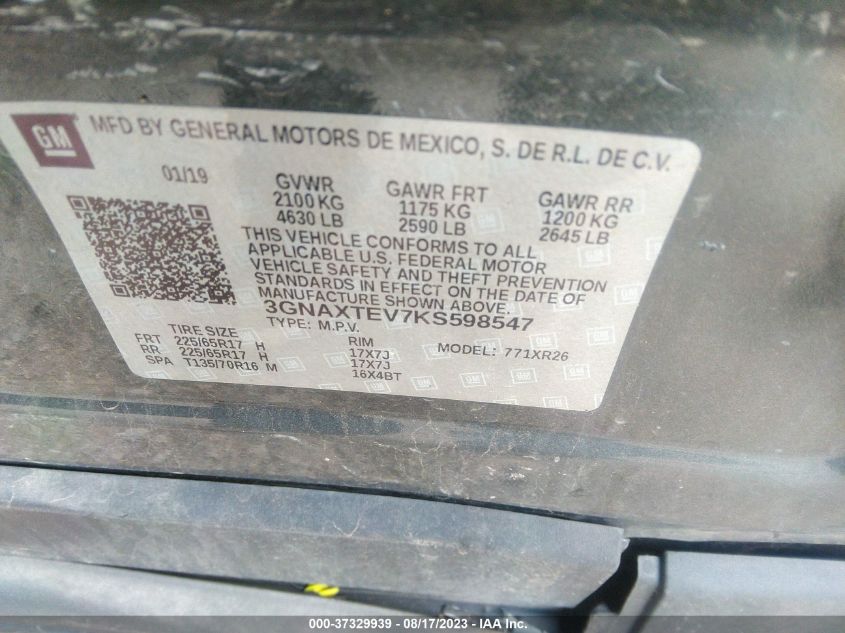 GM
MFD BY GENERAL MOTORS DE MEXICO, S. DE R.L. DE C.V.
01/19
GVWR
2100 KG
4630 LB
GAWR FRT
1175 KG
2590 LB
GAWR RR
1200 KG
2645 LB
THIS VEHICLE CONFORMS TO ALL
APPLICABLE U.S. FEDERAL MOTOR
VEHICLE SAFETY AND THEFT PREVENTION
STANDARDS IN EFFECT ON THE DATE OF
MANUFACTURE SHOWN ABOVE.
3GNAXTEV7KS598547
TYPE: M.P.V.
MODEL: 771XR26
TIRE SIZE
RIM
FRT 225/65R17 H 17X7J
RR 225/65R17 H 17X7J
SPA T135/70R16 M 16X4BT
000-37329939 - 08/17/2023 - IAA Inc.